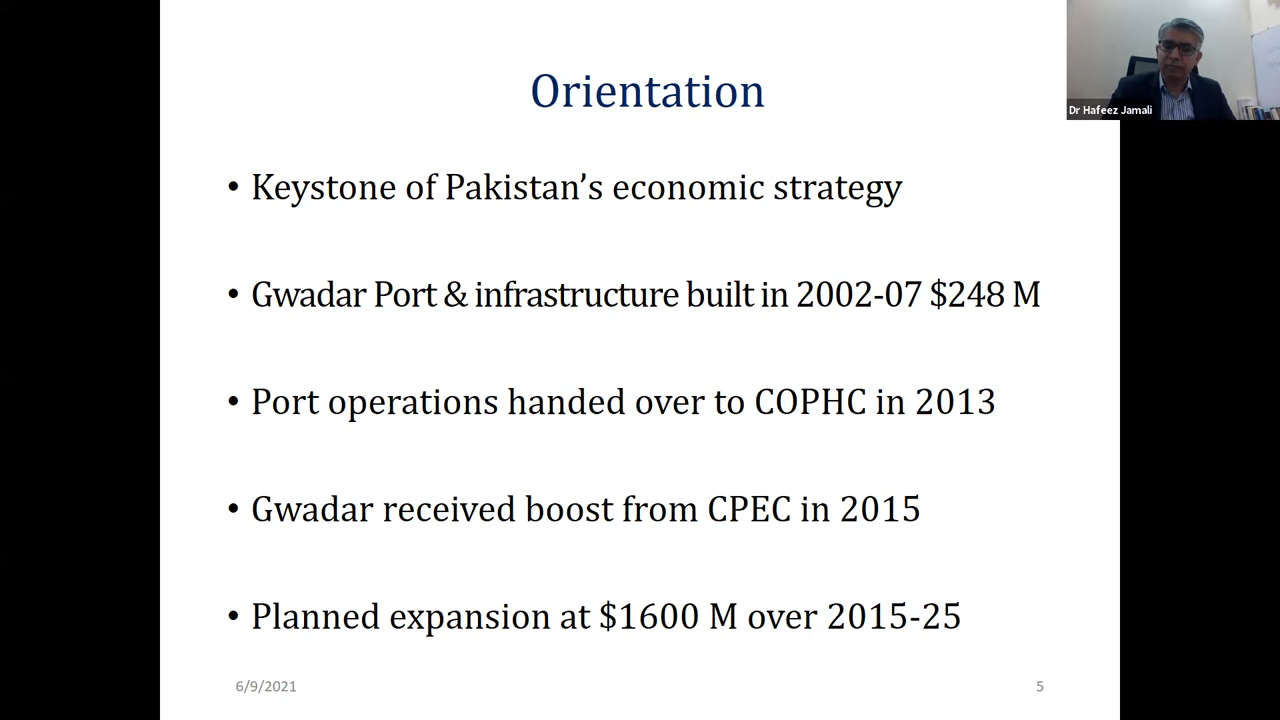 Orientation
Dr Hafeez Jamali
• Keystone of Pakistan’s economic strategy
• Gwadar Port & infrastructure built in 2002-07 $248 M
• Port operations handed over to COPHC in 2013
• Gwadar received boost from CPEC in 2015
• Planned expansion at $1600 M over 2015-25
6/9/2021
5